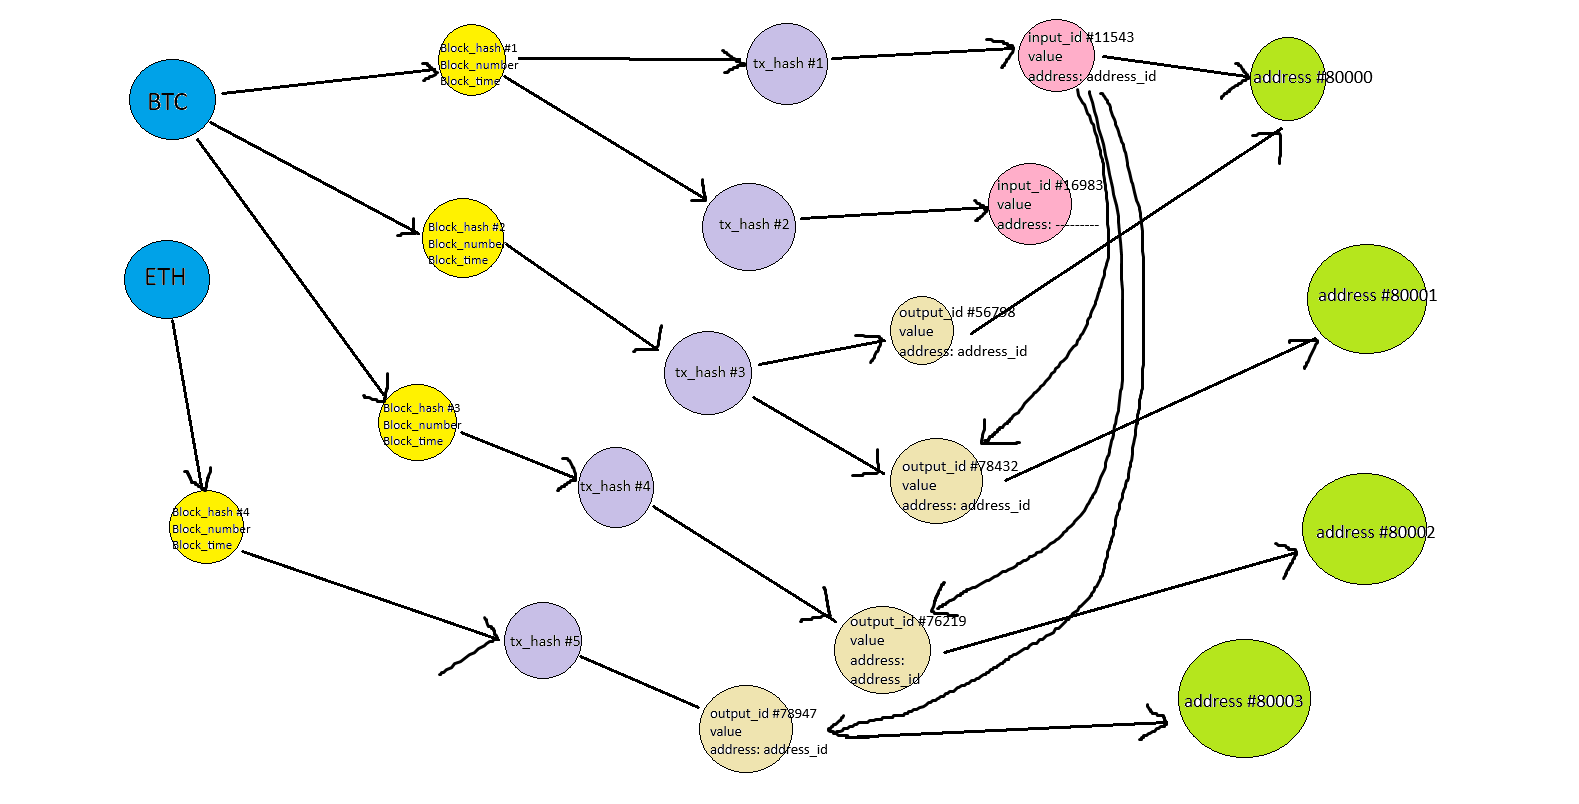 BTC
Block_hash #1
Block_number
Block_time
tx_hash #1
input_id #11543
value
address: address_id
address #80000
tx_hash #2
input_id #16983
value
address: ---------
Block_hash #2
Block_number
Block_time
ETH
output_id #56798
value
address: address_id
address #80001
tx_hash #3
Block_hash #3
Block_number
Block_time
output_id #78432
value
address: address_id
tx_hash #4
address #80002
Block_hash #4
Block_number
Block_time
output_id #76219
value
address:
address_id
tx_hash #5
address #80003
output_id #78947
value
address: address_id